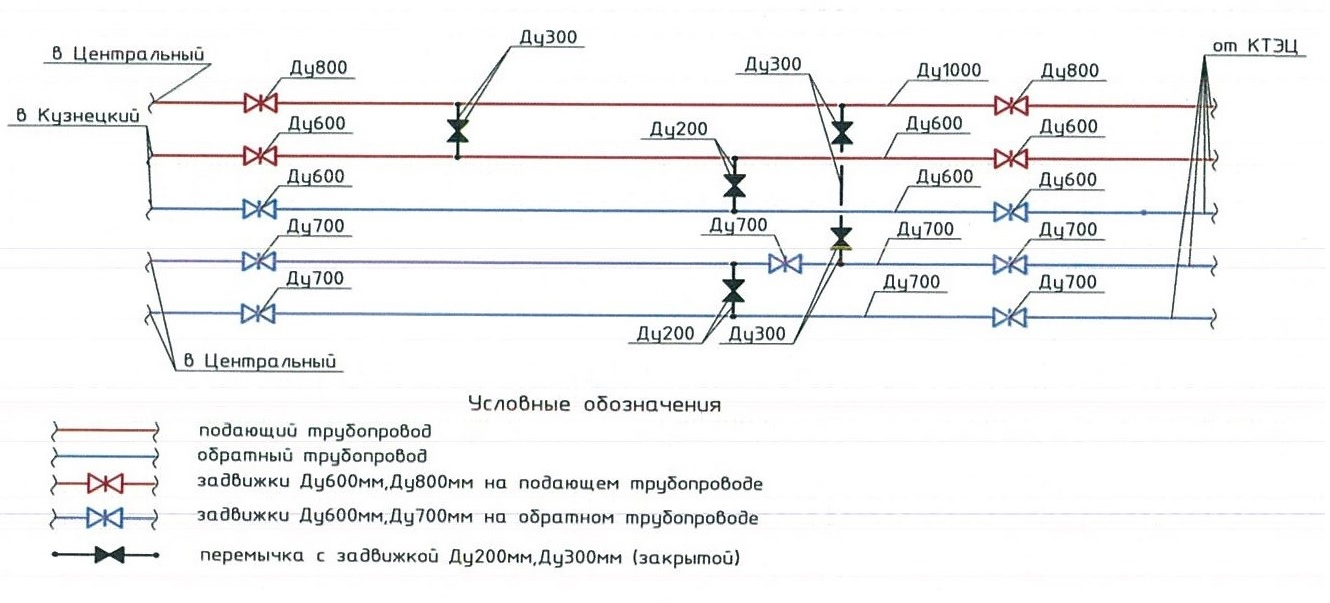 Ду300
в Центральный
от КТЭЦ
Ду800
Ду300
Ду1000
Ду800
в Кузнецкий
Ду600
Ду200
Ду600
Ду600
Ду600
Ду600
Ду600
Ду700
Ду700
Ду700
Ду700
Ду700
Ду700
Ду700
Ду200
Ду300
в Центральный
Условные обозначения
подающий трубопровод
обратный трубопровод
задвижки Ду600мм,Ду800мм на подающем трубопроводе
задвижки Ду600мм,Ду700мм на обратном трубопроводе
перемычка с задвижкой Ду200мм,Ду300мм (закрытой)